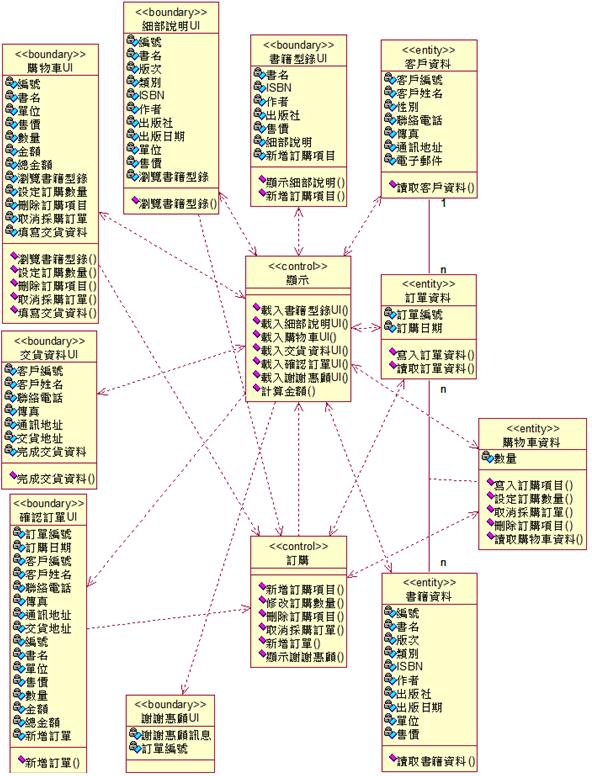 <<boundary>>
購物車UI
編號
書名
單位
售價
數量
金額
總金額
瀏覽書籍型錄
設定訂購數量
刪除訂購項目
取消採購訂單
填寫交貨資料
瀏覽書籍型錄()
設定訂購數量()
刪除訂購項目()
取消採購訂單()
填寫交貨資料()
<<boundary>>
細部說明UI
編號
書名
版次
類別
ISBN
作者
出版社
出版日期
單位
售價
瀏覽書籍型錄
瀏覽書籍型錄()
<<boundary>>
書籍型錄UI
書名
ISBN
作者
出版社
售價
細部說明
新增訂購項目
顯示細部說明()
新增訂購項目()
<<entity>>
客戶資料
客戶編號
客戶姓名
性別
聯絡電話
傳真
通訊地址
電子郵件
讀取客戶資料()
1
n
<<control>>
顯示
載入書籍型錄UI()
載入細部說明UI()
載入購物車UI()
載入交貨資料UI()
載入確認訂單UI()
載入謝謝惠顧UI()
計算金額()
<<entity>>
訂單資料
訂單編號
訂購日期
寫入訂單資料()
讀取訂單資料()
n
<<boundary>>
交貨資料UI
客戶編號
客戶姓名
聯絡電話
傳真
通訊地址
交貨地址
完成交貨資料
完成交貨資料()
<<entity>>
購物車資料
數量
寫入訂購項目()
設定訂購數量()
取消採購訂單()
刪除訂購項目()
讀取購物車資料()
<<boundary>>
確認訂單UI
訂單編號
訂購日期
客戶編號
客戶姓名
聯絡電話
傳真
通訊地址
交貨地址
編號
書名
單位
售價
數量
金額
總金額
新增訂單
新增訂單()
<<control>>
訂購
新增訂購項目()
修改訂購數量()
刪除訂購項目()
取消採購訂單()
新增訂單()
顯示謝謝惠顧()
n
<<entity>>
書籍資料
編號
書名
版次
類別
ISBN
作者
出版社
出版日期
單位
售價
讀取書籍資料()
<<boundary>>
謝謝惠顧UI
謝謝惠顧訊息
訂單編號